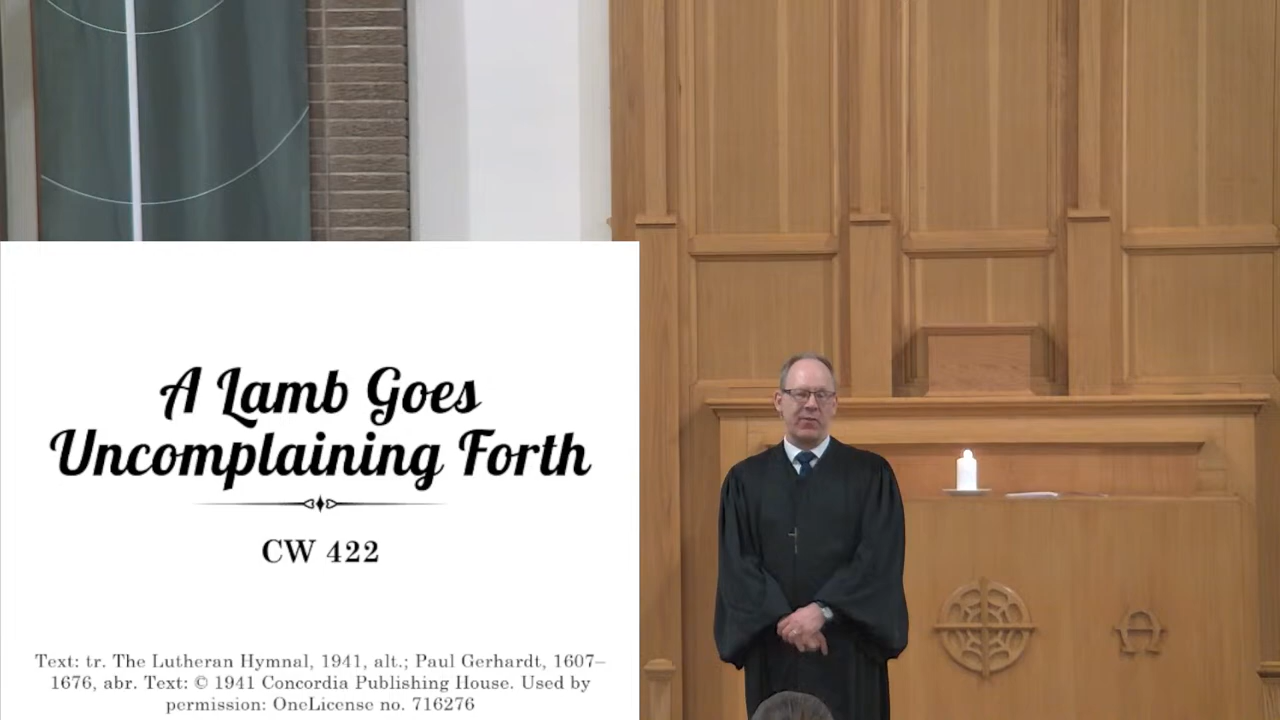 A Lamb Goes
Uncomplaining Forth
CW 422
Text: tr. The Lutheran Hymnal, 1941, alt.; Paul Gerhardt, 1607–
1676, abr. Text: © 1941 Concordia Publishing House. Used by
permission: OneLicense no. 716276